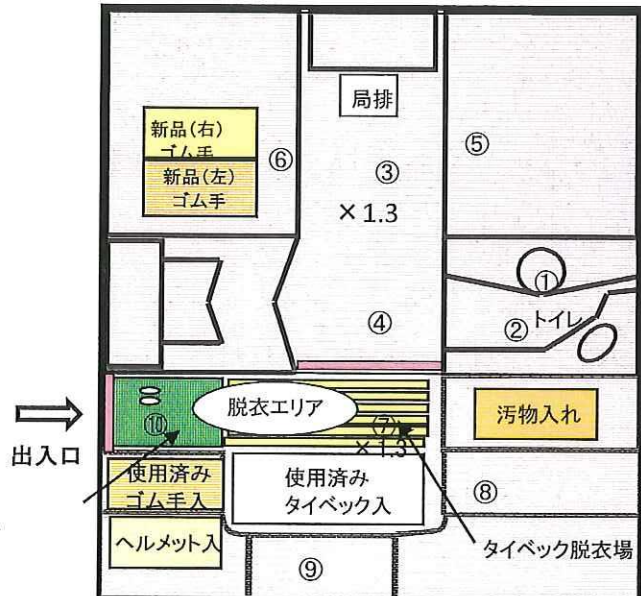 局排
新品(右)
ゴム手
新品(左)
ゴム手
⑥
③
×1.3
⑤
①
②
トイレ
④
出入口
⑩
脱衣エリア
⑦
×1.3
汚物入れ
使用済み
ゴム手入
使用済み
タイベック入
⑧
ヘルメット入
⑨
タイベック脱衣場